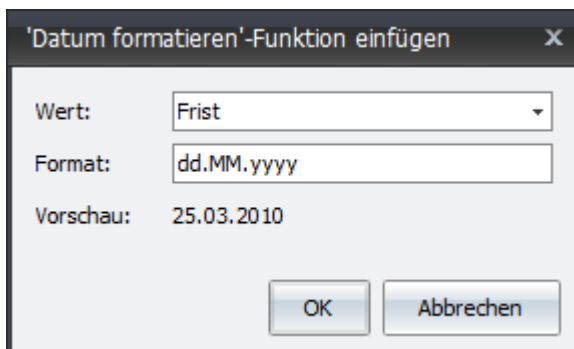 'Datum formatieren'-Funktion einfügen x
Wert: Frist
Format: dd.MM.yyyy
Vorschau: 25.03.2010
OK Abbrechen